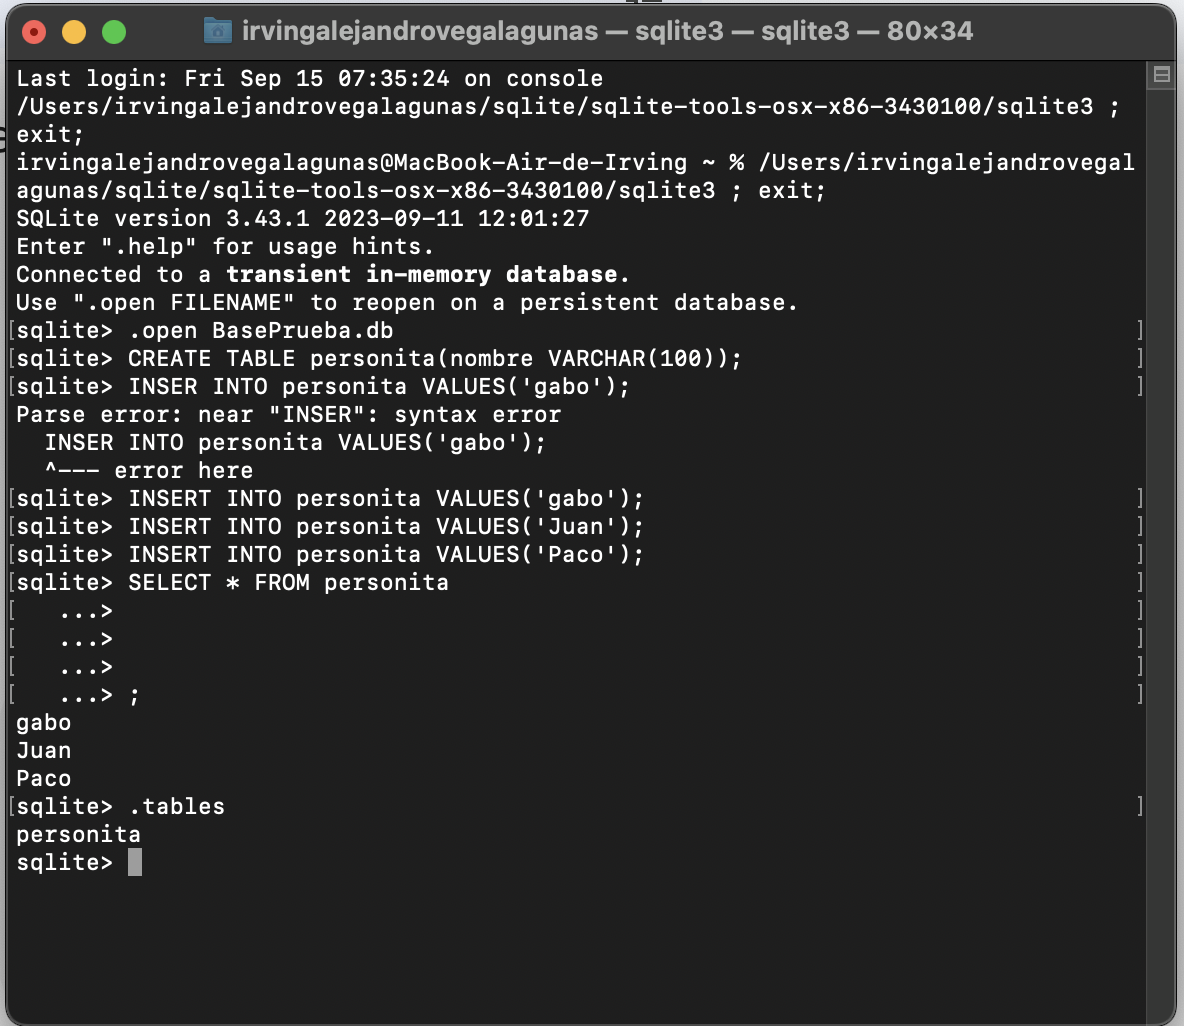 irvingalejandrovegalagunas — sqlite3 — sqlite3 — 80×34
Last login: Fri Sep 15 07:35:24 on console
/Users/irvingalejandrovegalagunas/sqlite/sqlite-tools-osx-x86-3430100/sqlite3 ;
exit;
irvingalejandrovegalagunas@MacBook-Air-de-Irving ~ % /Users/irvingalejandrovegal
agunas/sqlite/sqlite-tools-osx-x86-3430100/sqlite3 ; exit;
SQLite version 3.43.1 2023-09-11 12:01:27
Enter ".help" for usage hints.
Connected to a transient in-memory database.
Use ".open FILENAME" to reopen on a persistent database.
[sqlite> .open BasePrueba.db ]
[sqlite> CREATE TABLE personita(nombre VARCHAR(100)); ]
[sqlite> INSER INTO personita VALUES('gabo'); ]
Parse error: near "INSER": syntax error
  INSER INTO personita VALUES('gabo');
  ^--- error here
[sqlite> INSERT INTO personita VALUES('gabo'); ]
[sqlite> INSERT INTO personita VALUES('Juan'); ]
[sqlite> INSERT INTO personita VALUES('Paco'); ]
[sqlite> SELECT * FROM personita ]
[   ...> ]
[   ...> ]
[   ...> ]
[   ...> ; ]
gabo
Juan
Paco
[sqlite> .tables ]
personita
sqlite>